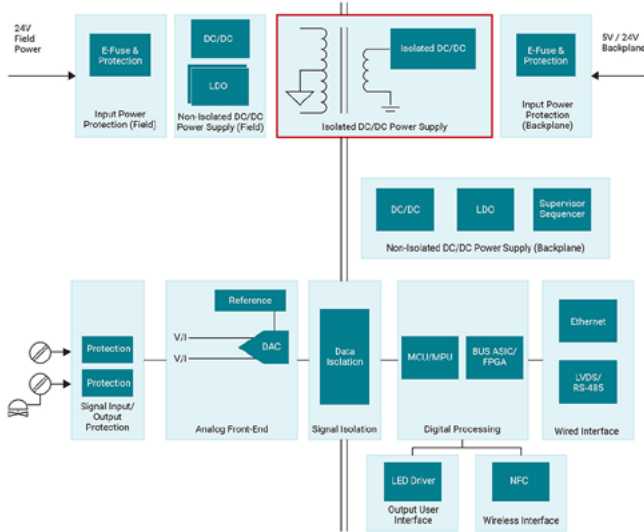 24V
Field
Power
E-Fuse &
Protection
Input Power
Protection (Field)
DC/DC
LDO
Non-Isolated DC/DC
Power Supply (Field)
Isolated DC/DC
Isolated DC/DC Power Supply
E-Fuse &
Protection
Input Power
Protection
(Backplane)
5V / 24V
Backplane
DC/DC
LDO
Supervisor
Sequencer
Non-Isolated DC/DC Power Supply (Backplane)
Protection
Protection
Signal Input/
Output
Protection
Reference
V/I
V/I
DAC
Analog Front-End
Data
Isolation
Signal Isolation
MCU/MPU
BUS ASIC/
FPGA
Digital Processing
Ethernet
LVDS/
RS-485
Wired Interface
LED Driver
Output User
Interface
NFC
Wireless Interface